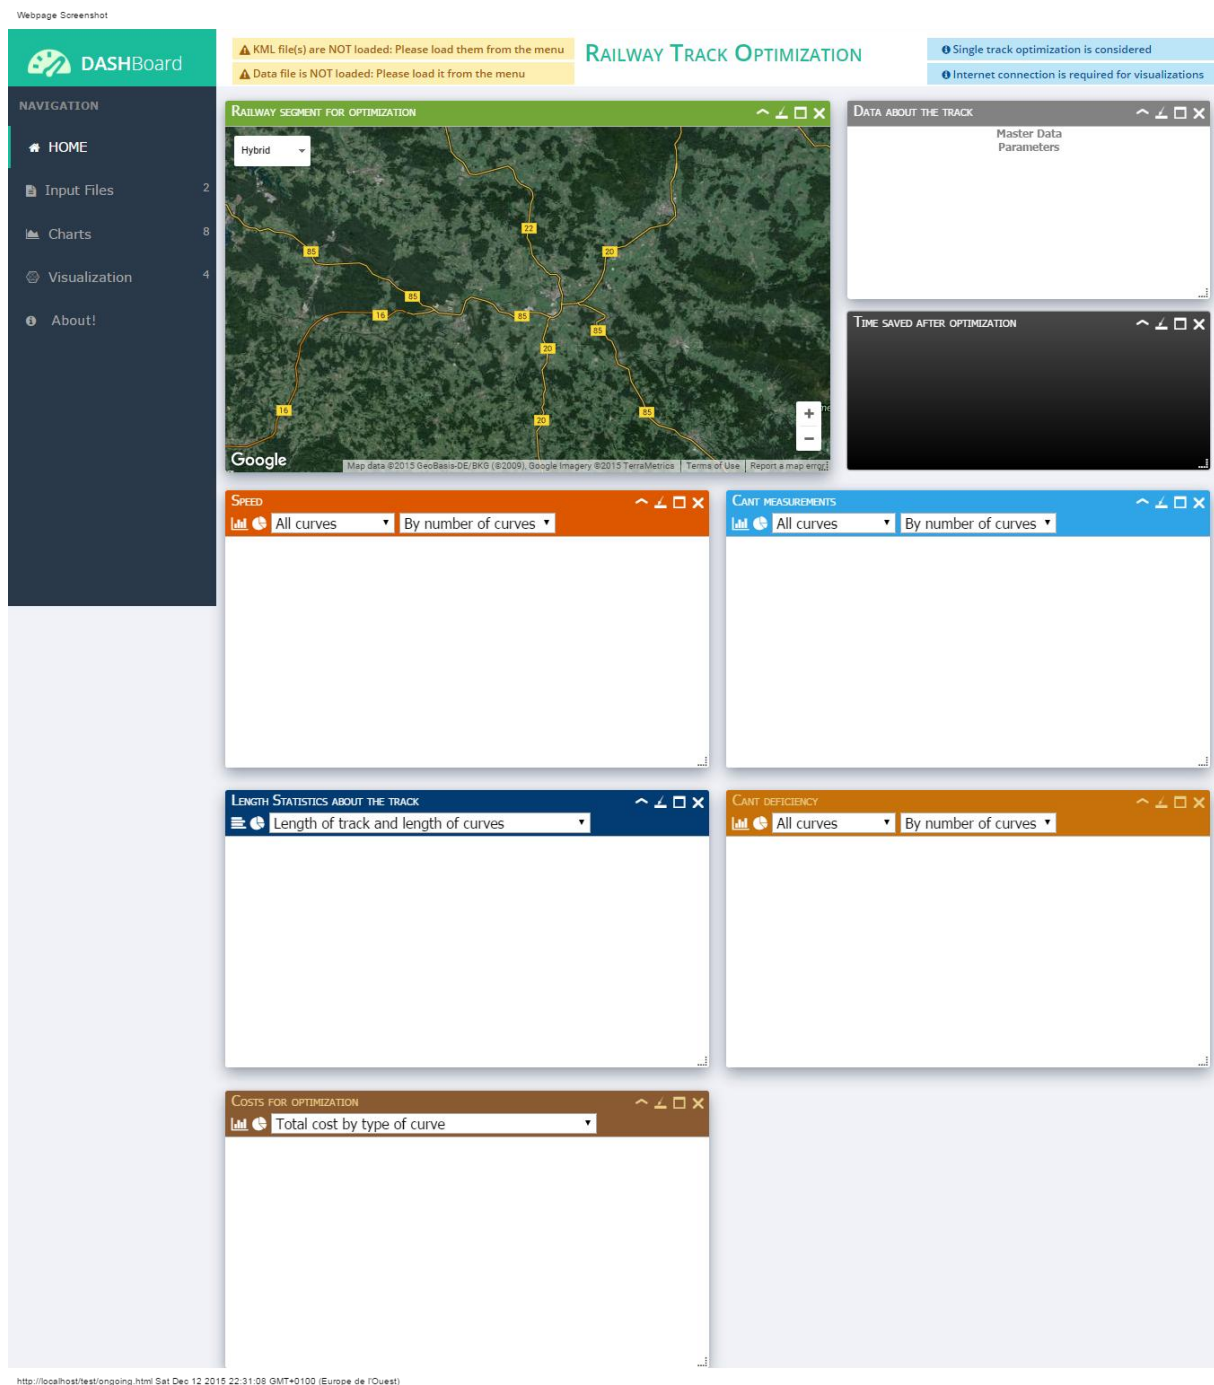 Webpage Screenshot
DASHBoard
KML file(s) are NOT loaded: Please load them from the menu
Data file is NOT loaded: Please load it from the menu
Railway Track Optimization
Single track optimization is considered
Internet connection is required for visualizations
NAVIGATION
HOME
Input Files 2
Charts 8
Visualization 4
About!
Railway segment for optimization
Hybrid
22
85
20
85
16
85
85
20
16
85
20
+
−
Google
Map data ©2015 GeoBasis-DE/BKG (©2009), Google Imagery ©2015 TerraMetrics
Terms of Use
Report a map error
Data about the track
Master Data
Parameters
Time saved after optimization
Speed
All curves
By number of curves
Cant measurements
All curves
By number of curves
Length Statistics about the track
Length of track and length of curves
Cant deficiency
All curves
By number of curves
Costs for optimization
Total cost by type of curve
http://localhost/test/ongoing.html Sat Dec 12 2015 22:31:08 GMT+0100 (Europe de l'Ouest)